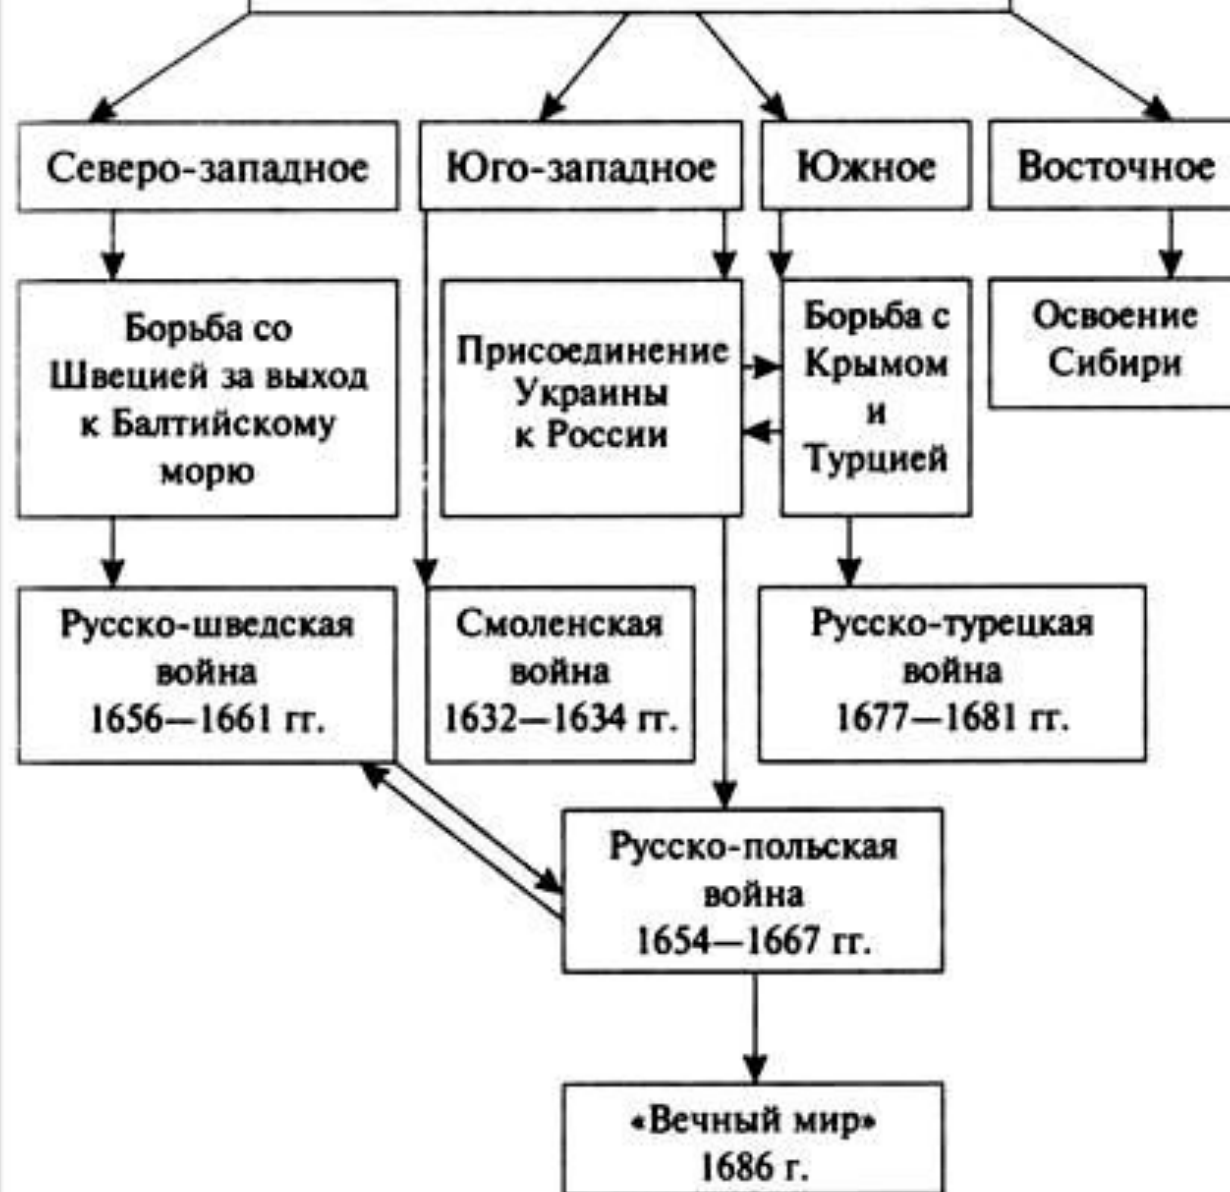 Северо-западное
Юго-западное
Южное
Восточное
Борьба со
Швецией за выход
к Балтийскому
морю
Присоединение
Украины
к России
Борьба с
Крымом
и
Турцией
Освоение
Сибири
Русско-шведская
война
1656—1661 гг.
Смоленская
война
1632—1634 гг.
Русско-турецкая
война
1677—1681 гг.
Русско-польская
война
1654—1667 гг.
«Вечный мир»
1686 г.